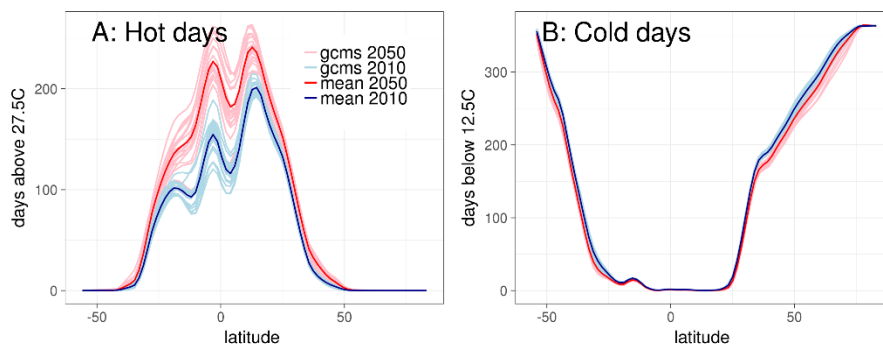 A: Hot days
gcms 2050
gcms 2010
mean 2050
mean 2010
days above 27.5C
200
100
0
-50
0
50
latitude
B: Cold days
days below 12.5C
300
200
100
0
-50
0
50
latitude